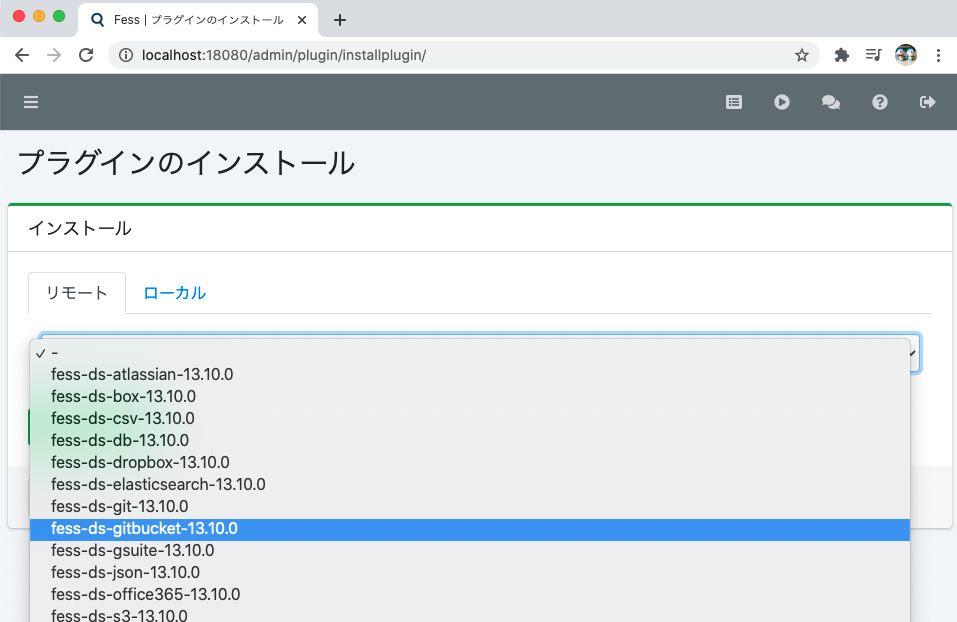 Fess | プラグインのインストール
localhost:18080/admin/plugin/installplugin/
プラグインのインストール
インストール
リモート
ローカル
✓ -
fess-ds-atlassian-13.10.0
fess-ds-box-13.10.0
fess-ds-csv-13.10.0
fess-ds-db-13.10.0
fess-ds-dropbox-13.10.0
fess-ds-elasticsearch-13.10.0
fess-ds-git-13.10.0
fess-ds-gitbucket-13.10.0
fess-ds-gsuite-13.10.0
fess-ds-json-13.10.0
fess-ds-office365-13.10.0
fess-ds-s3-13.10.0